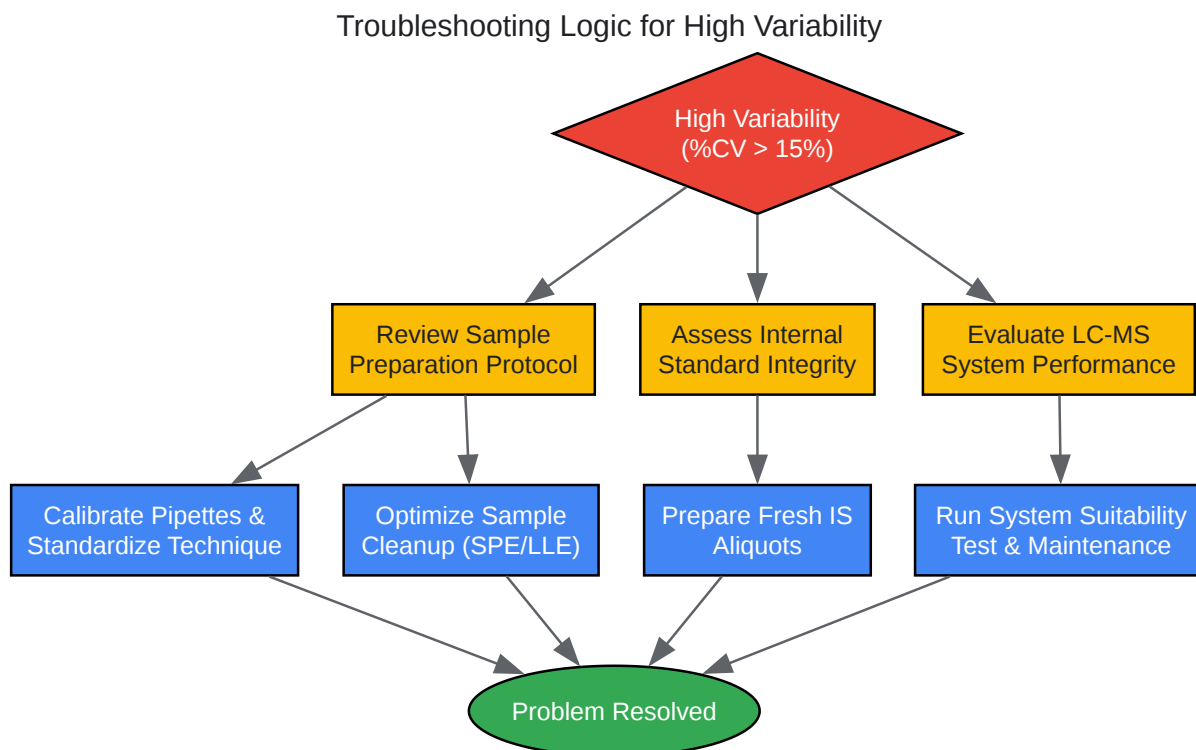 Troubleshooting Logic for High Variability
High Variability
(%CV > 15%)
Review Sample
Preparation Protocol
Assess Internal
Standard Integrity
Evaluate LC-MS
System Performance
Calibrate Pipettes &
Standardize Technique
Optimize Sample
Cleanup (SPE/LLE)
Prepare Fresh IS
Aliquots
Run System Suitability
Test & Maintenance
Problem Resolved